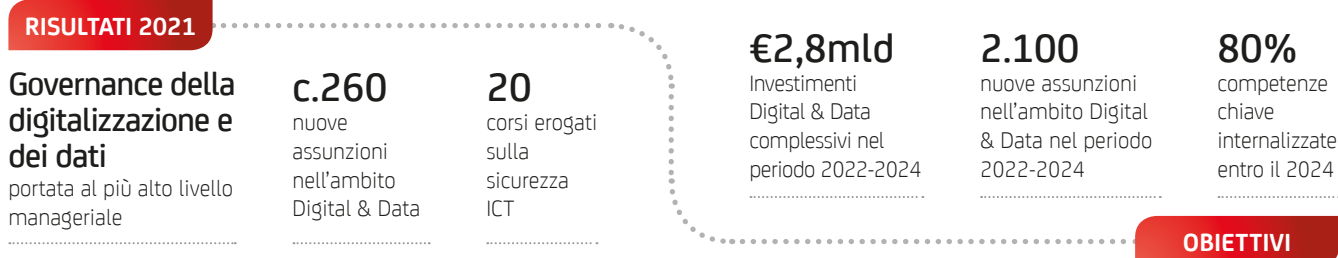 RISULTATI 2021
Governance della
digitalizzazione e
dei dati
portata al più alto livello
manageriale
c.260
nuove
assunzioni
nell'ambito
Digital & Data
20
corsi erogati
sulla
sicurezza
ICT
€2,8mld
Investimenti
Digital & Data
complessivi nel
periodo 2022-2024
2.100
nuove assunzioni
nell'ambito Digital
& Data nel periodo
2022-2024
80%
competenze
chiave
internalizzate
entro il 2024
OBIETTIVI